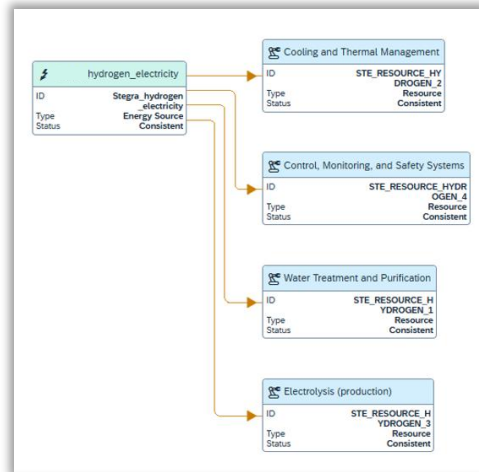 hydrogen_electricity
ID Stegra_hydrogen
_electricity
Type Energy Source
Status Consistent
Cooling and Thermal Management
ID STE_RESOURCE_HY
DROGEN_2
Type Resource
Status Consistent
Control, Monitoring, and Safety Systems
ID STE_RESOURCE_HYDR
OGEN_4
Type Resource
Status Consistent
Water Treatment and Purification
ID STE_RESOURCE_H
YDROGEN_1
Type Resource
Status Consistent
Electrolysis (production)
ID STE_RESOURCE_H
YDROGEN_3
Type Resource
Status Consistent